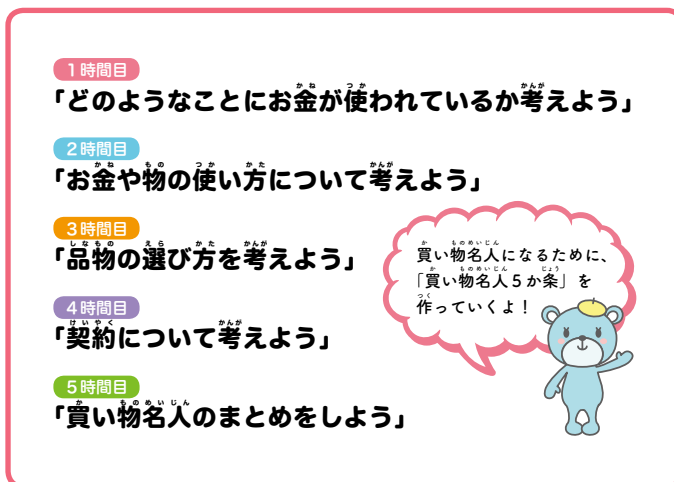 1時間目
「どのようなことにお金が使われているか考えよう」
2時間目
「お金や物の使い方について考えよう」
3時間目
「品物の選び方を考えよう」
4時間目
「契約について考えよう」
5時間目
「買い物名人のまとめをしよう」
買い物名人になるために、
「買い物名人5か条」を
作っていくよ!